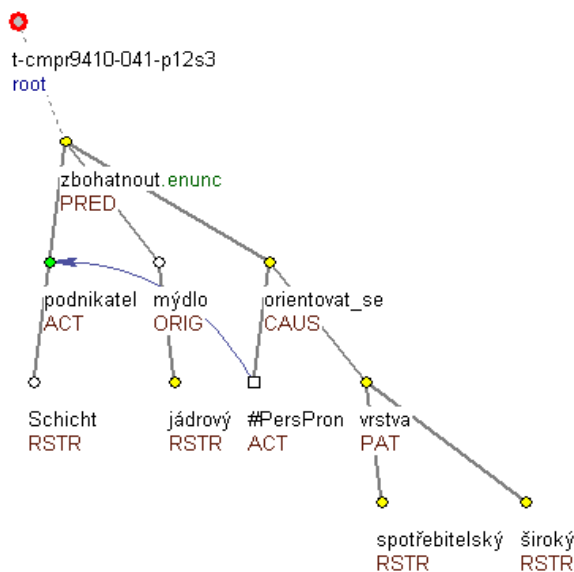 t-cmpr9410-041-p12s3
root
zbohatnout.enunc
PRED
podnikatel mýdlo orientovat_se
ACT ORIG CAUS
Schicht jádrový #PersPron vrstva
RSTR RSTR ACT PAT
spotřebitelský široký
RSTR RSTR